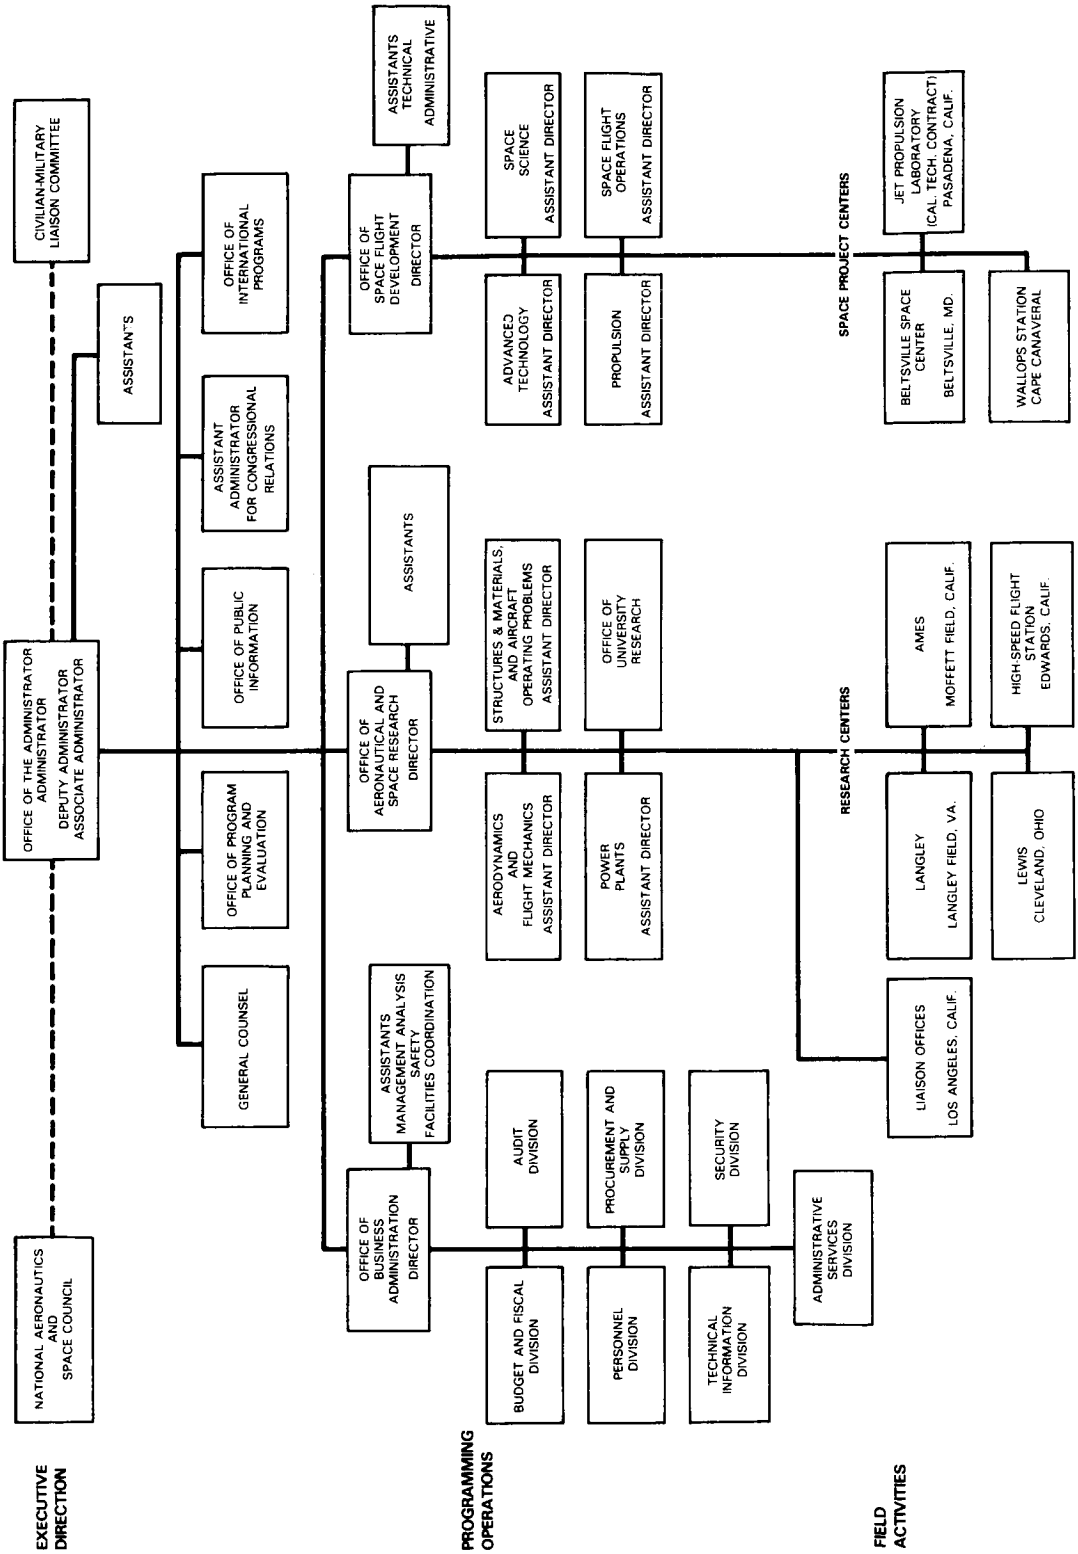 EXECUTIVE
DIRECTION
NATIONAL AERONAUTICS
AND
SPACE COUNCIL
OFFICE OF THE ADMINISTRATOR
ADMINISTRATOR
DEPUTY ADMINISTRATOR
ASSOCIATE ADMINISTRATOR
CIVILIAN-MILITARY
LIAISON COMMITTEE
ASSISTANTS
GENERAL COUNSEL
OFFICE OF PROGRAM
PLANNING AND
EVALUATION
OFFICE OF PUBLIC
INFORMATION
ASSISTANT
ADMINISTRATOR
FOR CONGRESSIONAL
RELATIONS
OFFICE OF
INTERNATIONAL
PROGRAMS
PROGRAMMING
OPERATIONS
OFFICE OF
BUSINESS
ADMINISTRATION
DIRECTOR
ASSISTANTS
MANAGEMENT ANALYSIS
SAFETY
FACILITIES COORDINATION
OFFICE OF
AERONAUTICAL AND
SPACE RESEARCH
DIRECTOR
ASSISTANTS
OFFICE OF
SPACE FLIGHT
DEVELOPMENT
DIRECTOR
ASSISTANTS
TECHNICAL
ADMINISTRATIVE
BUDGET AND FISCAL
DIVISION
AUDIT
DIVISION
AERODYNAMICS
AND
FLIGHT MECHANICS
ASSISTANT DIRECTOR
STRUCTURES & MATERIALS,
AND AIRCRAFT
OPERATING PROBLEMS
ASSISTANT DIRECTOR
ADVANCED
TECHNOLOGY
ASSISTANT DIRECTOR
SPACE
SCIENCE
ASSISTANT DIRECTOR
PERSONNEL
DIVISION
PROCUREMENT AND
SUPPLY
DIVISION
POWER
PLANTS
ASSISTANT DIRECTOR
OFFICE OF
UNIVERSITY
RESEARCH
PROPULSION
ASSISTANT DIRECTOR
SPACE FLIGHT
OPERATIONS
ASSISTANT DIRECTOR
TECHNICAL
INFORMATION
DIVISION
SECURITY
DIVISION
ADMINISTRATIVE
SERVICES
DIVISION
FIELD
ACTIVITIES
RESEARCH CENTERS
SPACE PROJECT CENTERS
LIAISON OFFICES
LOS ANGELES, CALIF.
LANGLEY
LANGLEY FIELD, VA.
AMES
MOFFETT FIELD, CALIF.
BELTSVILLE SPACE
CENTER
BELTSVILLE, MD.
JET PROPULSION
LABORATORY
(CAL. TECH. CONTRACT)
PASADENA, CALIF.
LEWIS
CLEVELAND, OHIO
HIGH-SPEED FLIGHT
STATION
EDWARDS, CALIF.
WALLOPS STATION
CAPE CANAVERAL